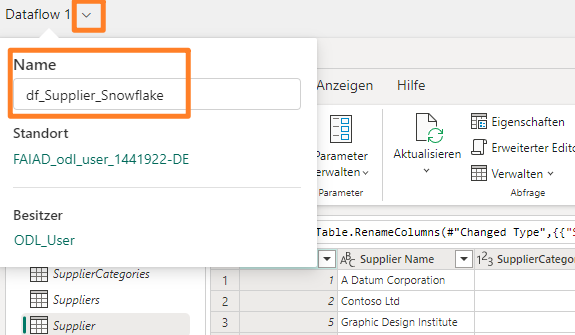 Dataflow 1
Name
df_Supplier_Snowflake
Standort
FAIAD_odl_user_1441922-DE
Besitzer
ODL_User
Anzeigen Hilfe
Parameter
verwalten
Parameter
Aktualisieren
Eigenschaften
Erweiterter Edito
Verwalten
Abfrage
Table.RenameColumns(#"Changed Type",{{"S
Supplier Name
SupplierCateg
SupplierCategories
Suppliers
Supplier
1 1 A Datum Corporation
2 2 Contoso Ltd
3 5 Graphic Design Institute